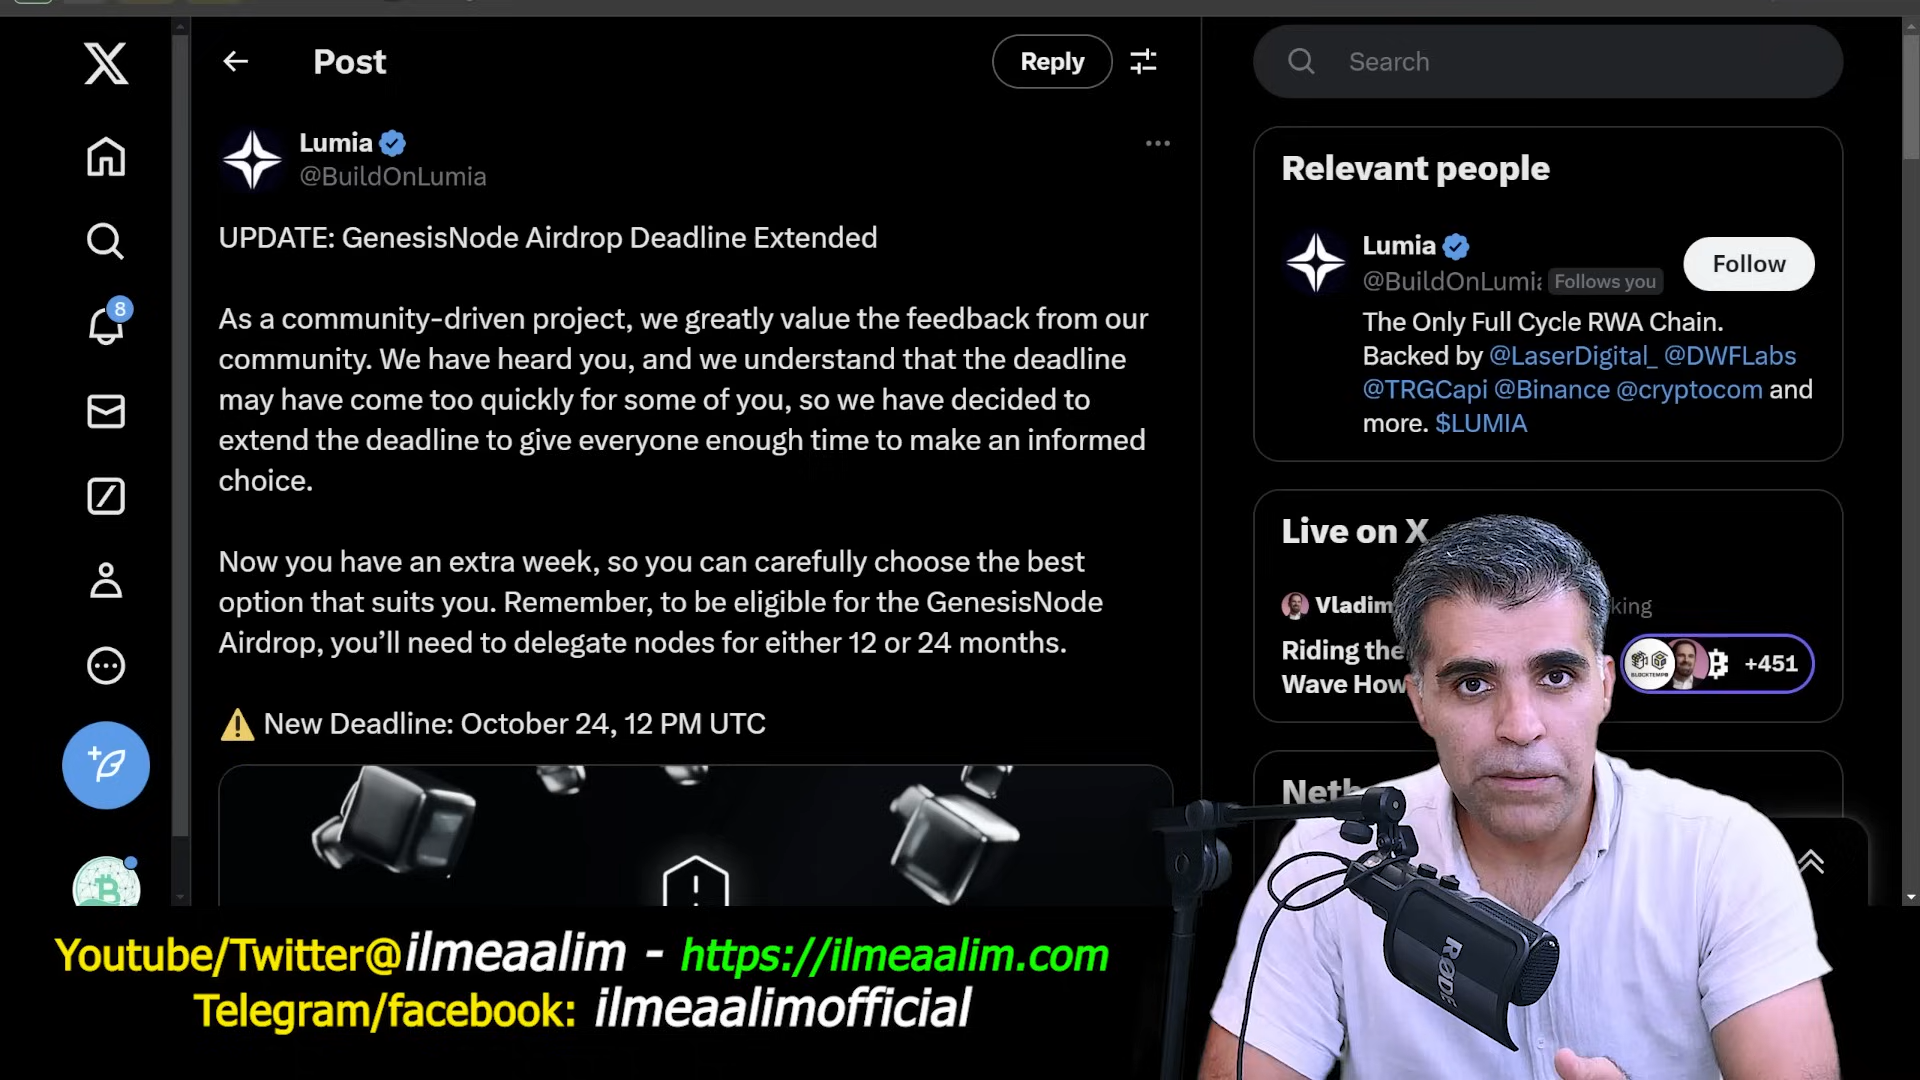 Post
Reply
Search
Lumia
@BuildOnLumia
UPDATE: GenesisNode Airdrop Deadline Extended
As a community-driven project, we greatly value the feedback from our
community. We have heard you, and we understand that the deadline
may have come too quickly for some of you, so we have decided to
extend the deadline to give everyone enough time to make an informed
choice.
Now you have an extra week, so you can carefully choose the best
option that suits you. Remember, to be eligible for the GenesisNode
Airdrop, you’ll need to delegate nodes for either 12 or 24 months.
⚠️ New Deadline: October 24, 12 PM UTC
8
Relevant people
Lumia
@BuildOnLumia Follows you
Follow
The Only Full Cycle RWA Chain.
Backed by @LaserDigital_ @DWFLabs
@TRGCapi @Binance @cryptocom and
more. $LUMIA
Live on X
Vladim
king
Riding the
Wave How
+451
Neth
RØDE
Youtube/Twitter@ilmeaalim - https://ilmeaalim.com
Telegram/facebook: ilmeaalimofficial